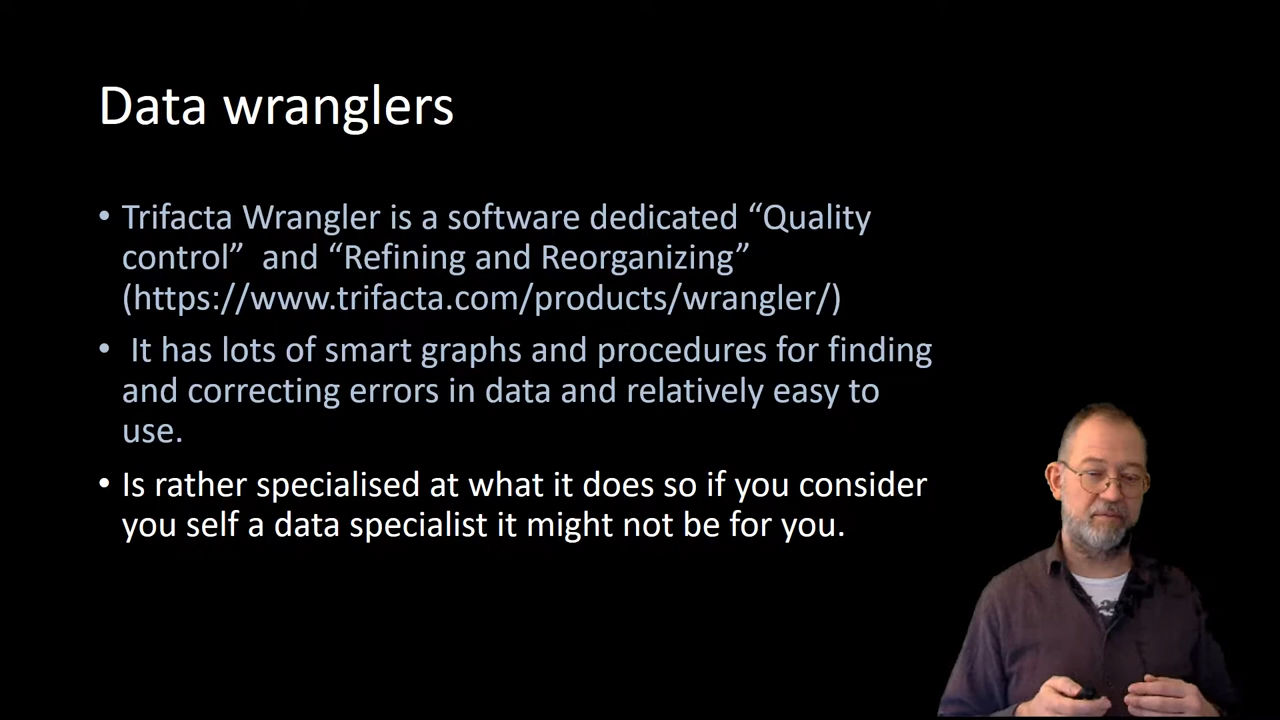 Data wranglers
• Trifacta Wrangler is a software dedicated “Quality
control”  and “Refining and Reorganizing”
(https://www.trifacta.com/products/wrangler/)
• It has lots of smart graphs and procedures for finding
and correcting errors in data and relatively easy to
use.
• Is rather specialised at what it does so if you consider
you self a data specialist it might not be for you.